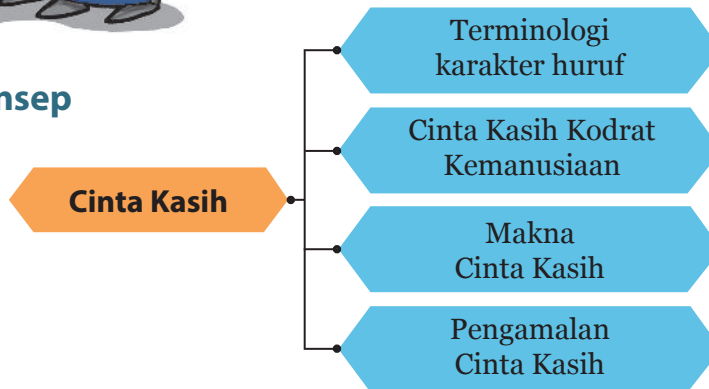 nsep
Cinta Kasih
Terminologi
karakter huruf
Cinta Kasih Kodrat
Kemanusiaan
Makna
Cinta Kasih
Pengamalan
Cinta Kasih